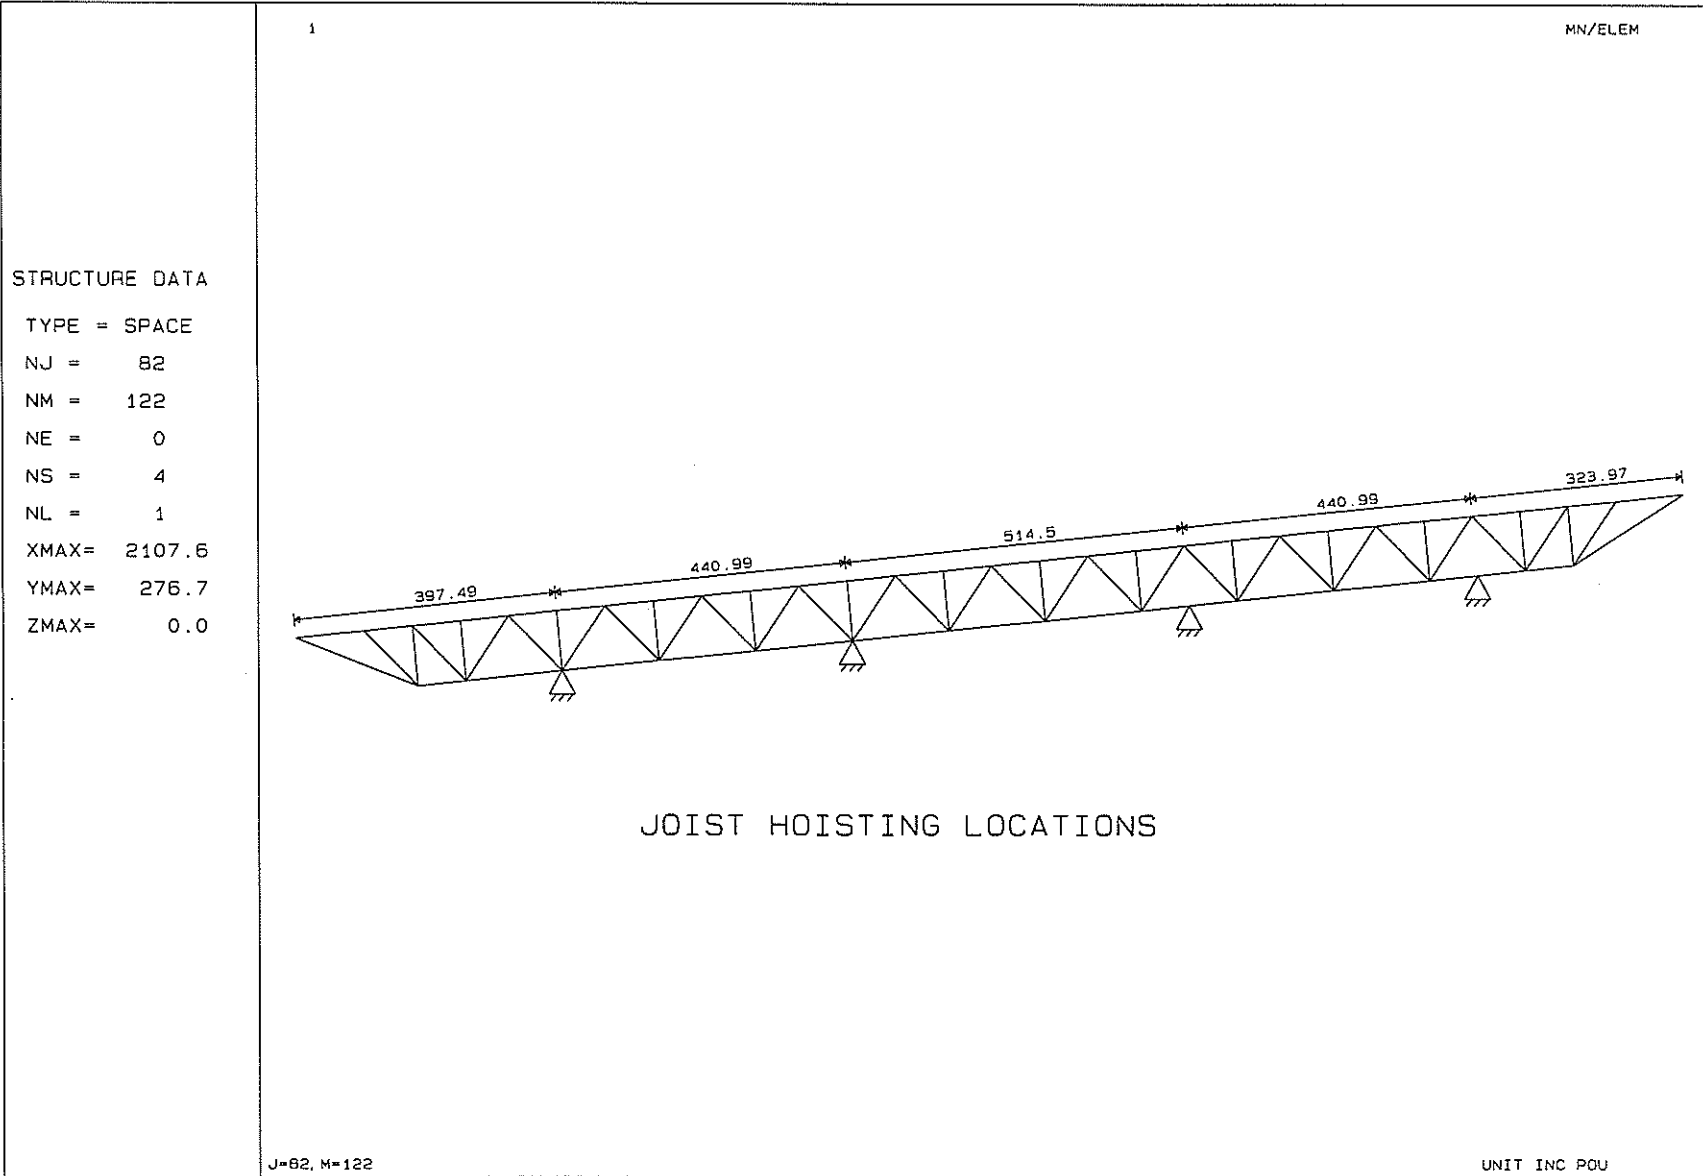 1
MN/ELEM
STRUCTURE DATA
TYPE = SPACE
NJ = 82
NM = 122
NE = 0
NS = 4
NL = 1
XMAX= 2107.6
YMAX= 276.7
ZMAX= 0.0
397.49
440.99
514.5
440.99
323.97
JOIST HOISTING LOCATIONS
J=82, M=122
UNIT INC POU